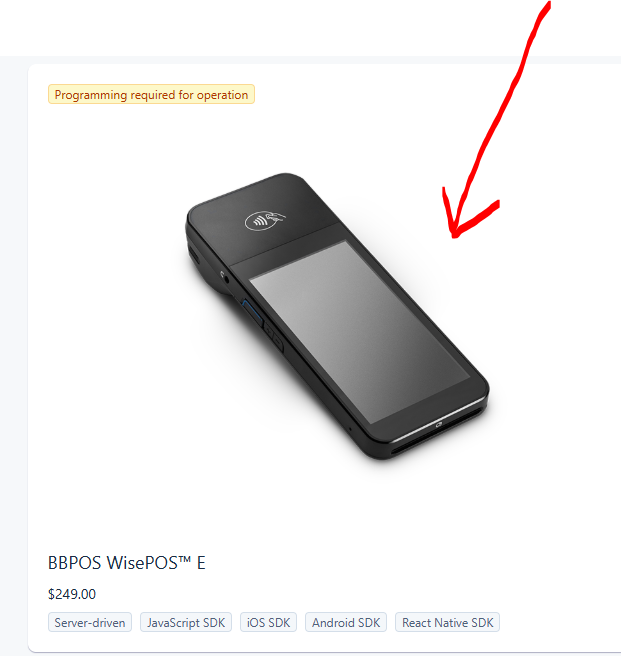 Programming required for operation
BBPOS WisePOS™ E
$249.00
Server-driven JavaScript SDK iOS SDK Android SDK React Native SDK